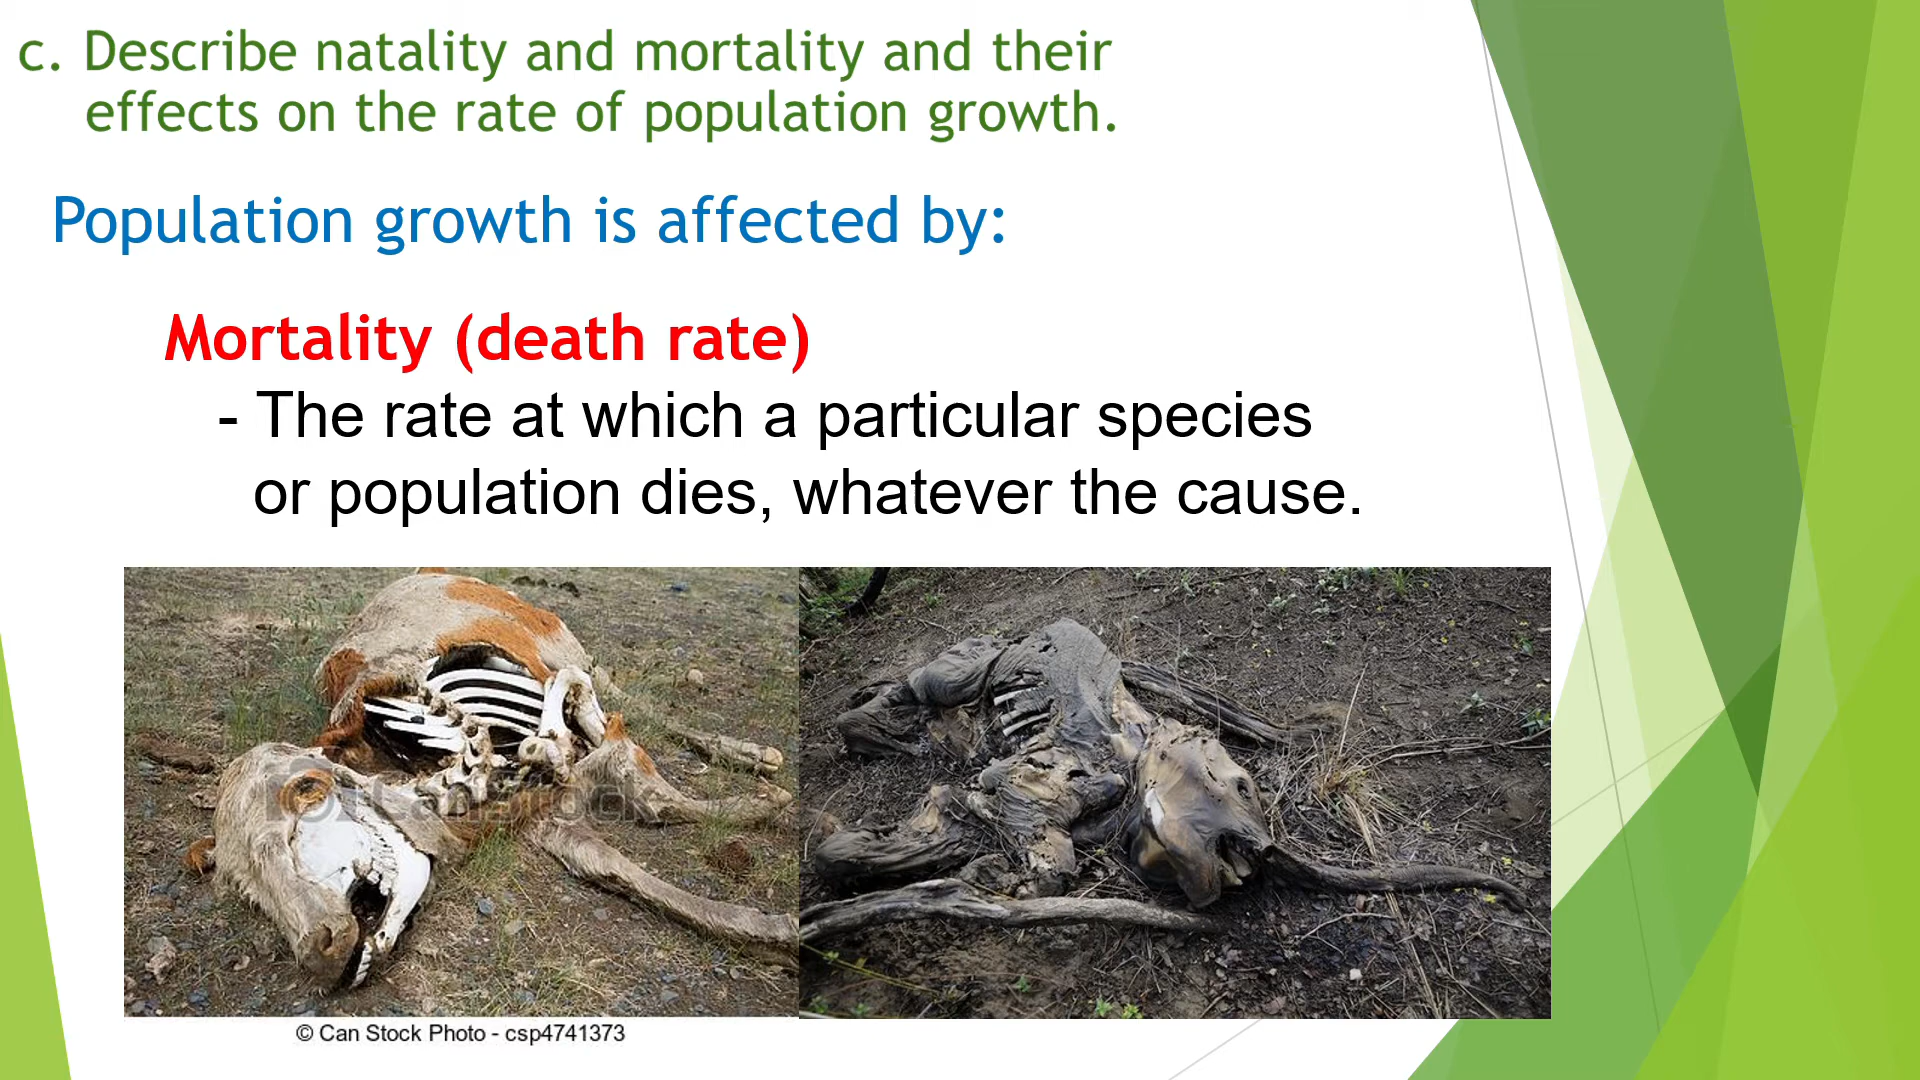 c. Describe natality and mortality and their
effects on the rate of population growth.
Population growth is affected by:
Mortality (death rate)
- The rate at which a particular species
or population dies, whatever the cause.
CanStock
© Can Stock Photo - csp4741373